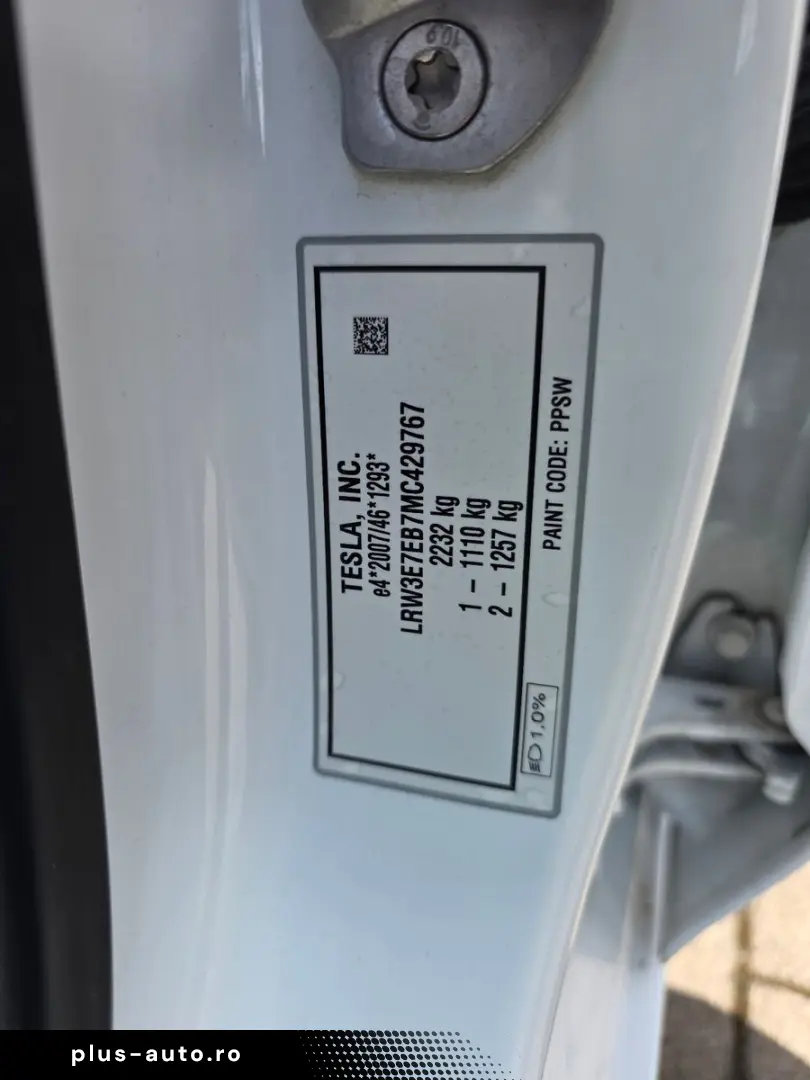 10.9
TESLA, INC.
e4*2007/46*1293*
LRW3E7EB7MC429767
2232 kg
1 – 1110 kg
2 – 1257 kg
1,0%
PAINT CODE: PPSW
plus-auto.ro